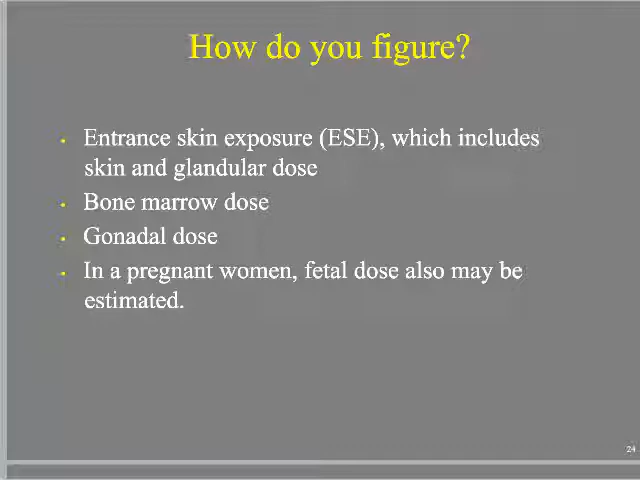 How do you figure?
• Entrance skin exposure (ESE), which includes
skin and glandular dose
• Bone marrow dose
• Gonadal dose
• In a pregnant women, fetal dose also may be
estimated.
24